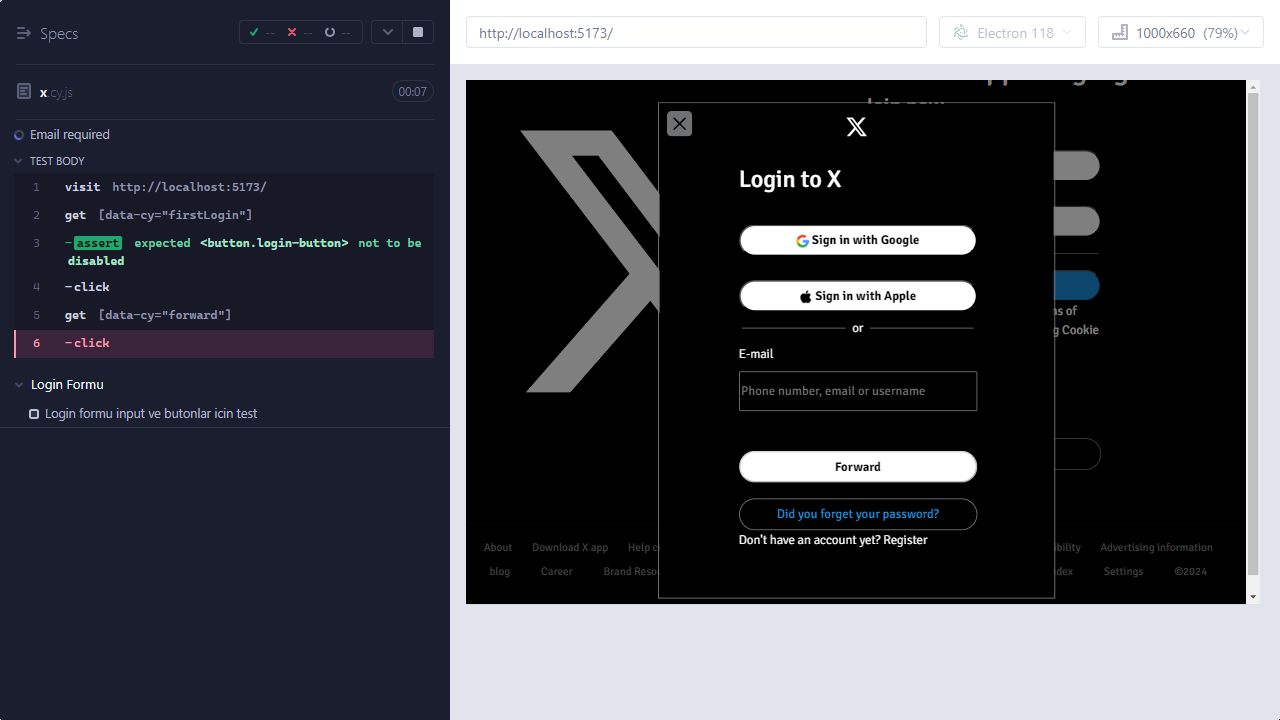 Specs
-- -- --
x.cy.js
00:07
Email required
TEST BODY
1 visit http://localhost:5173/
2 get [data-cy="firstLogin"]
3 -assert expected <button.login-button> not to be
disabled
4 -click
5 get [data-cy="forward"]
6 -click
Login Formu
Login formu input ve butonlar icin test
http://localhost:5173/
Electron 118
1000x660 (79%)
Login to X
Sign in with Google
Sign in with Apple
or
E-mail
Phone number, email or username
Forward
Did you forget your password?
Don't have an account yet? Register
ns of
g Cookie
About Download X app Help c bility Advertising information
blog Career Brand Resou ndex Settings ©2024